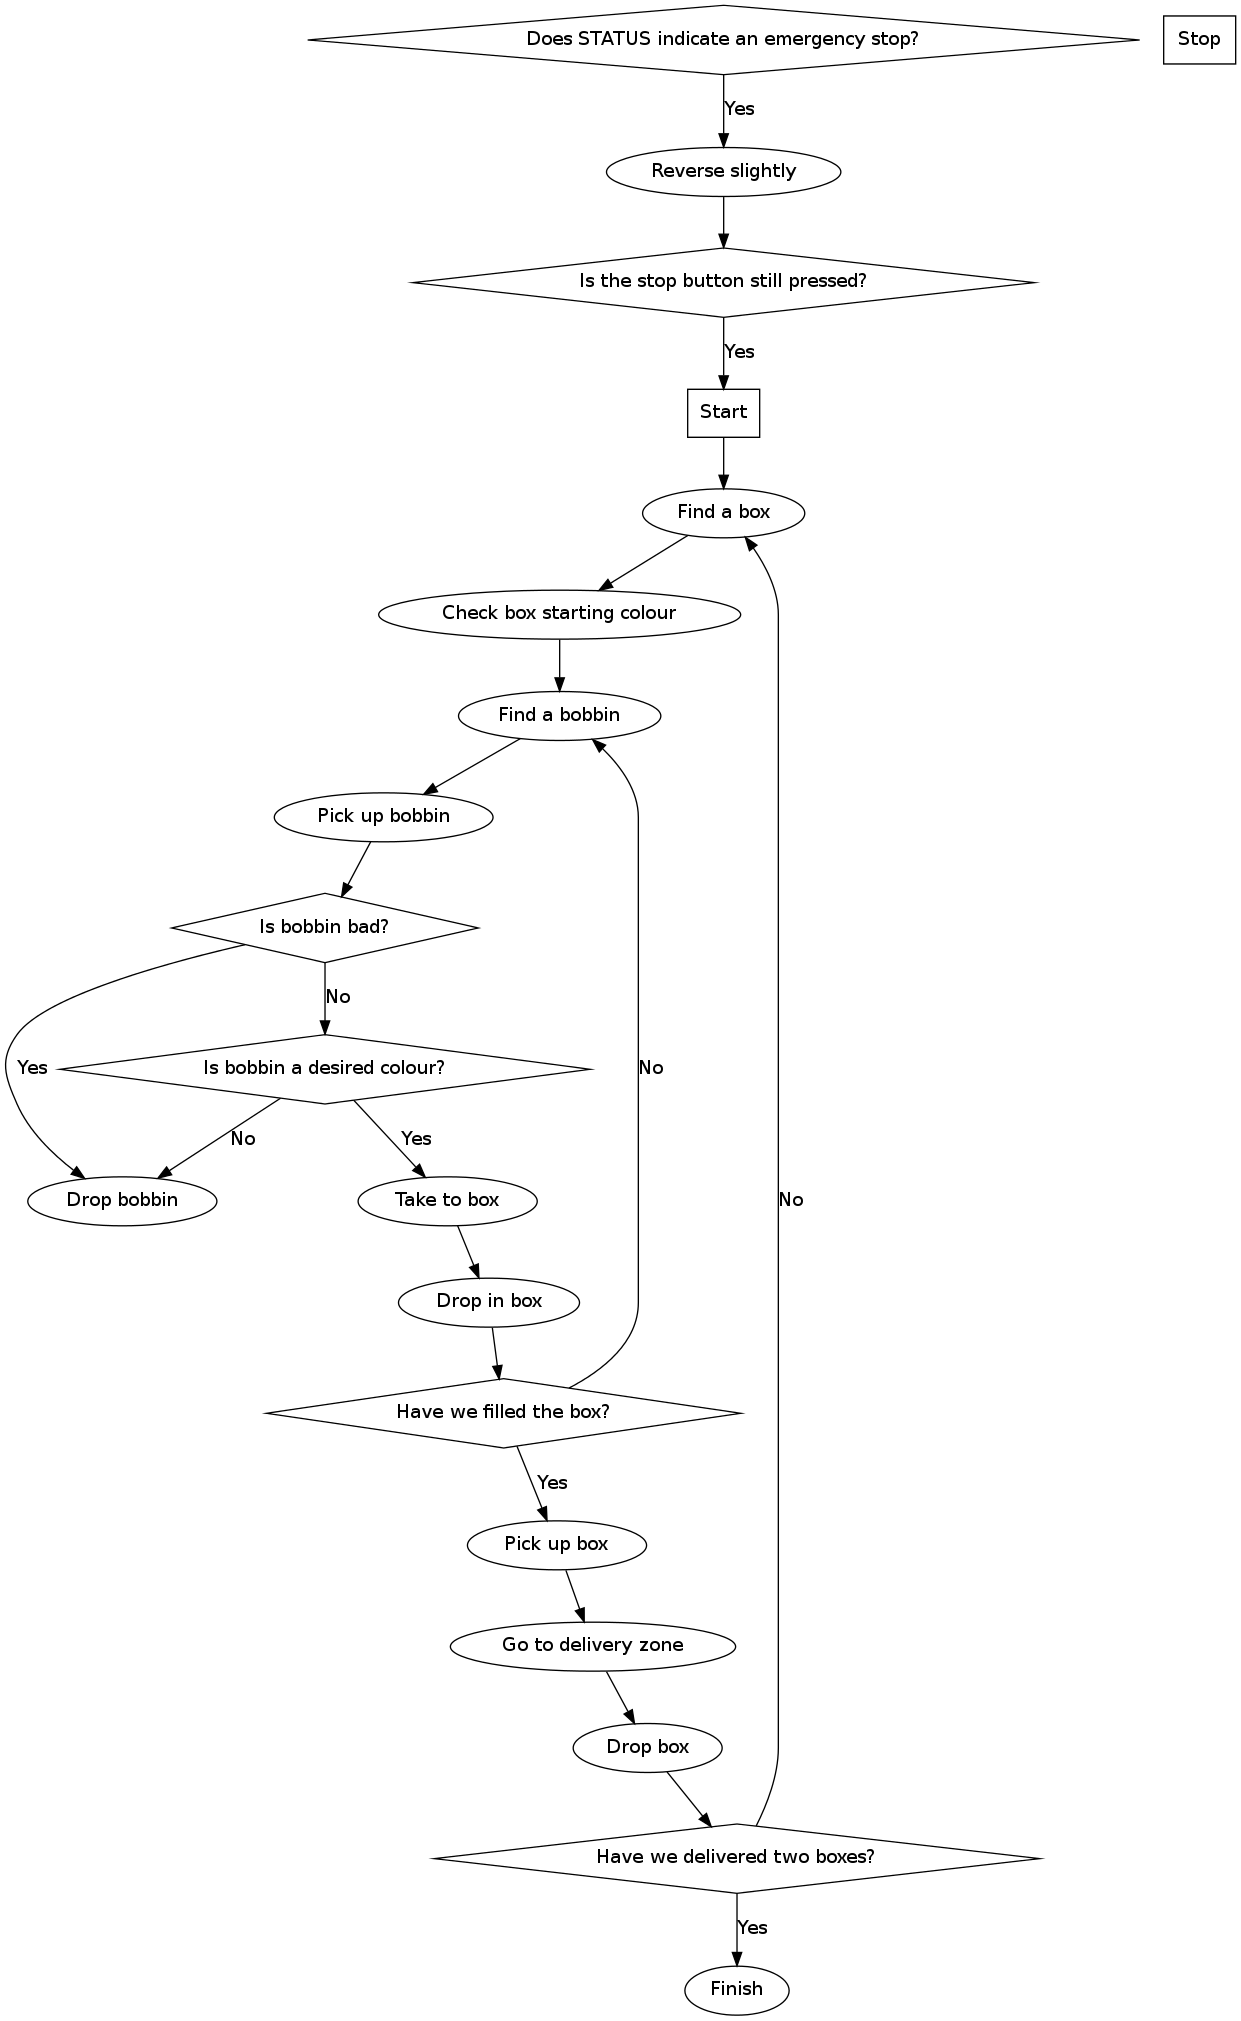 Does STATUS indicate an emergency stop?
Stop
Yes
Reverse slightly
Is the stop button still pressed?
Yes
Start
Find a box
Check box starting colour
Find a bobbin
Pick up bobbin
Is bobbin bad?
No
Yes
Is bobbin a desired colour?
No
No
Yes
Drop bobbin
Take to box
No
Drop in box
Have we filled the box?
Yes
Pick up box
Go to delivery zone
Drop box
Have we delivered two boxes?
Yes
Finish